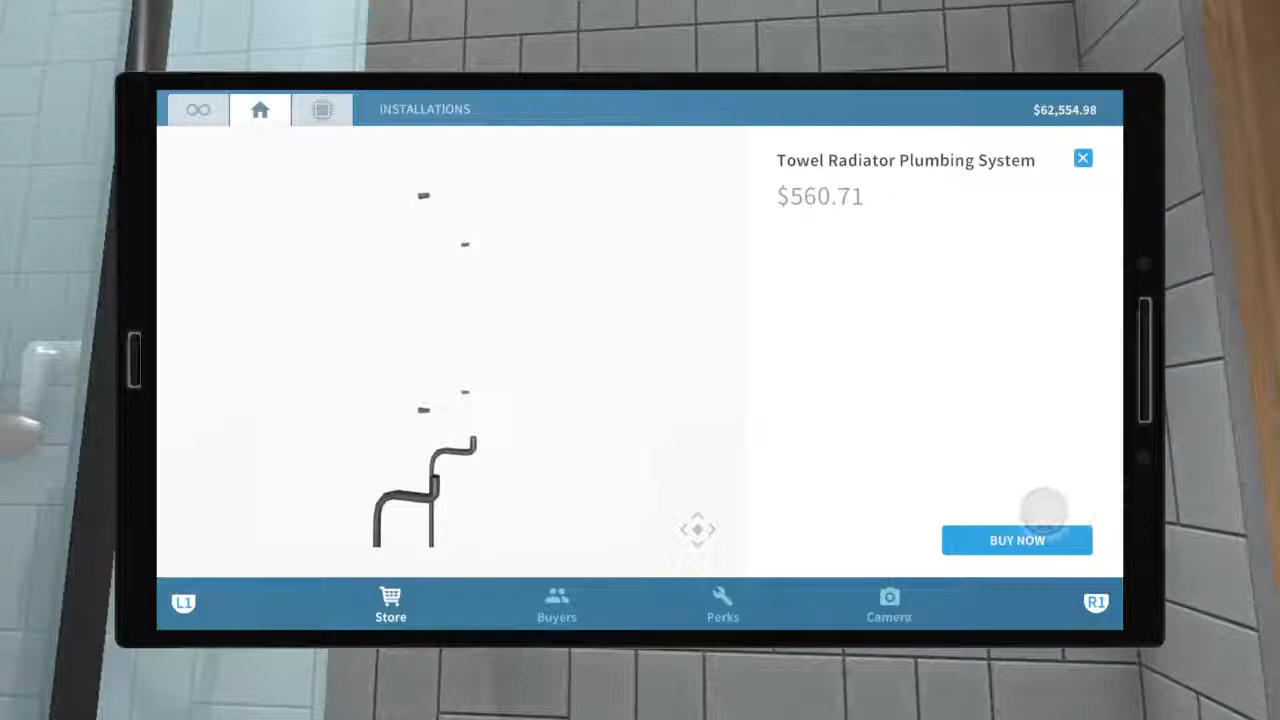 INSTALLATIONS
$62,554.98
Towel Radiator Plumbing System
$560.71
BUY NOW
L1
Store
Buyers
Perks
Camera
R1